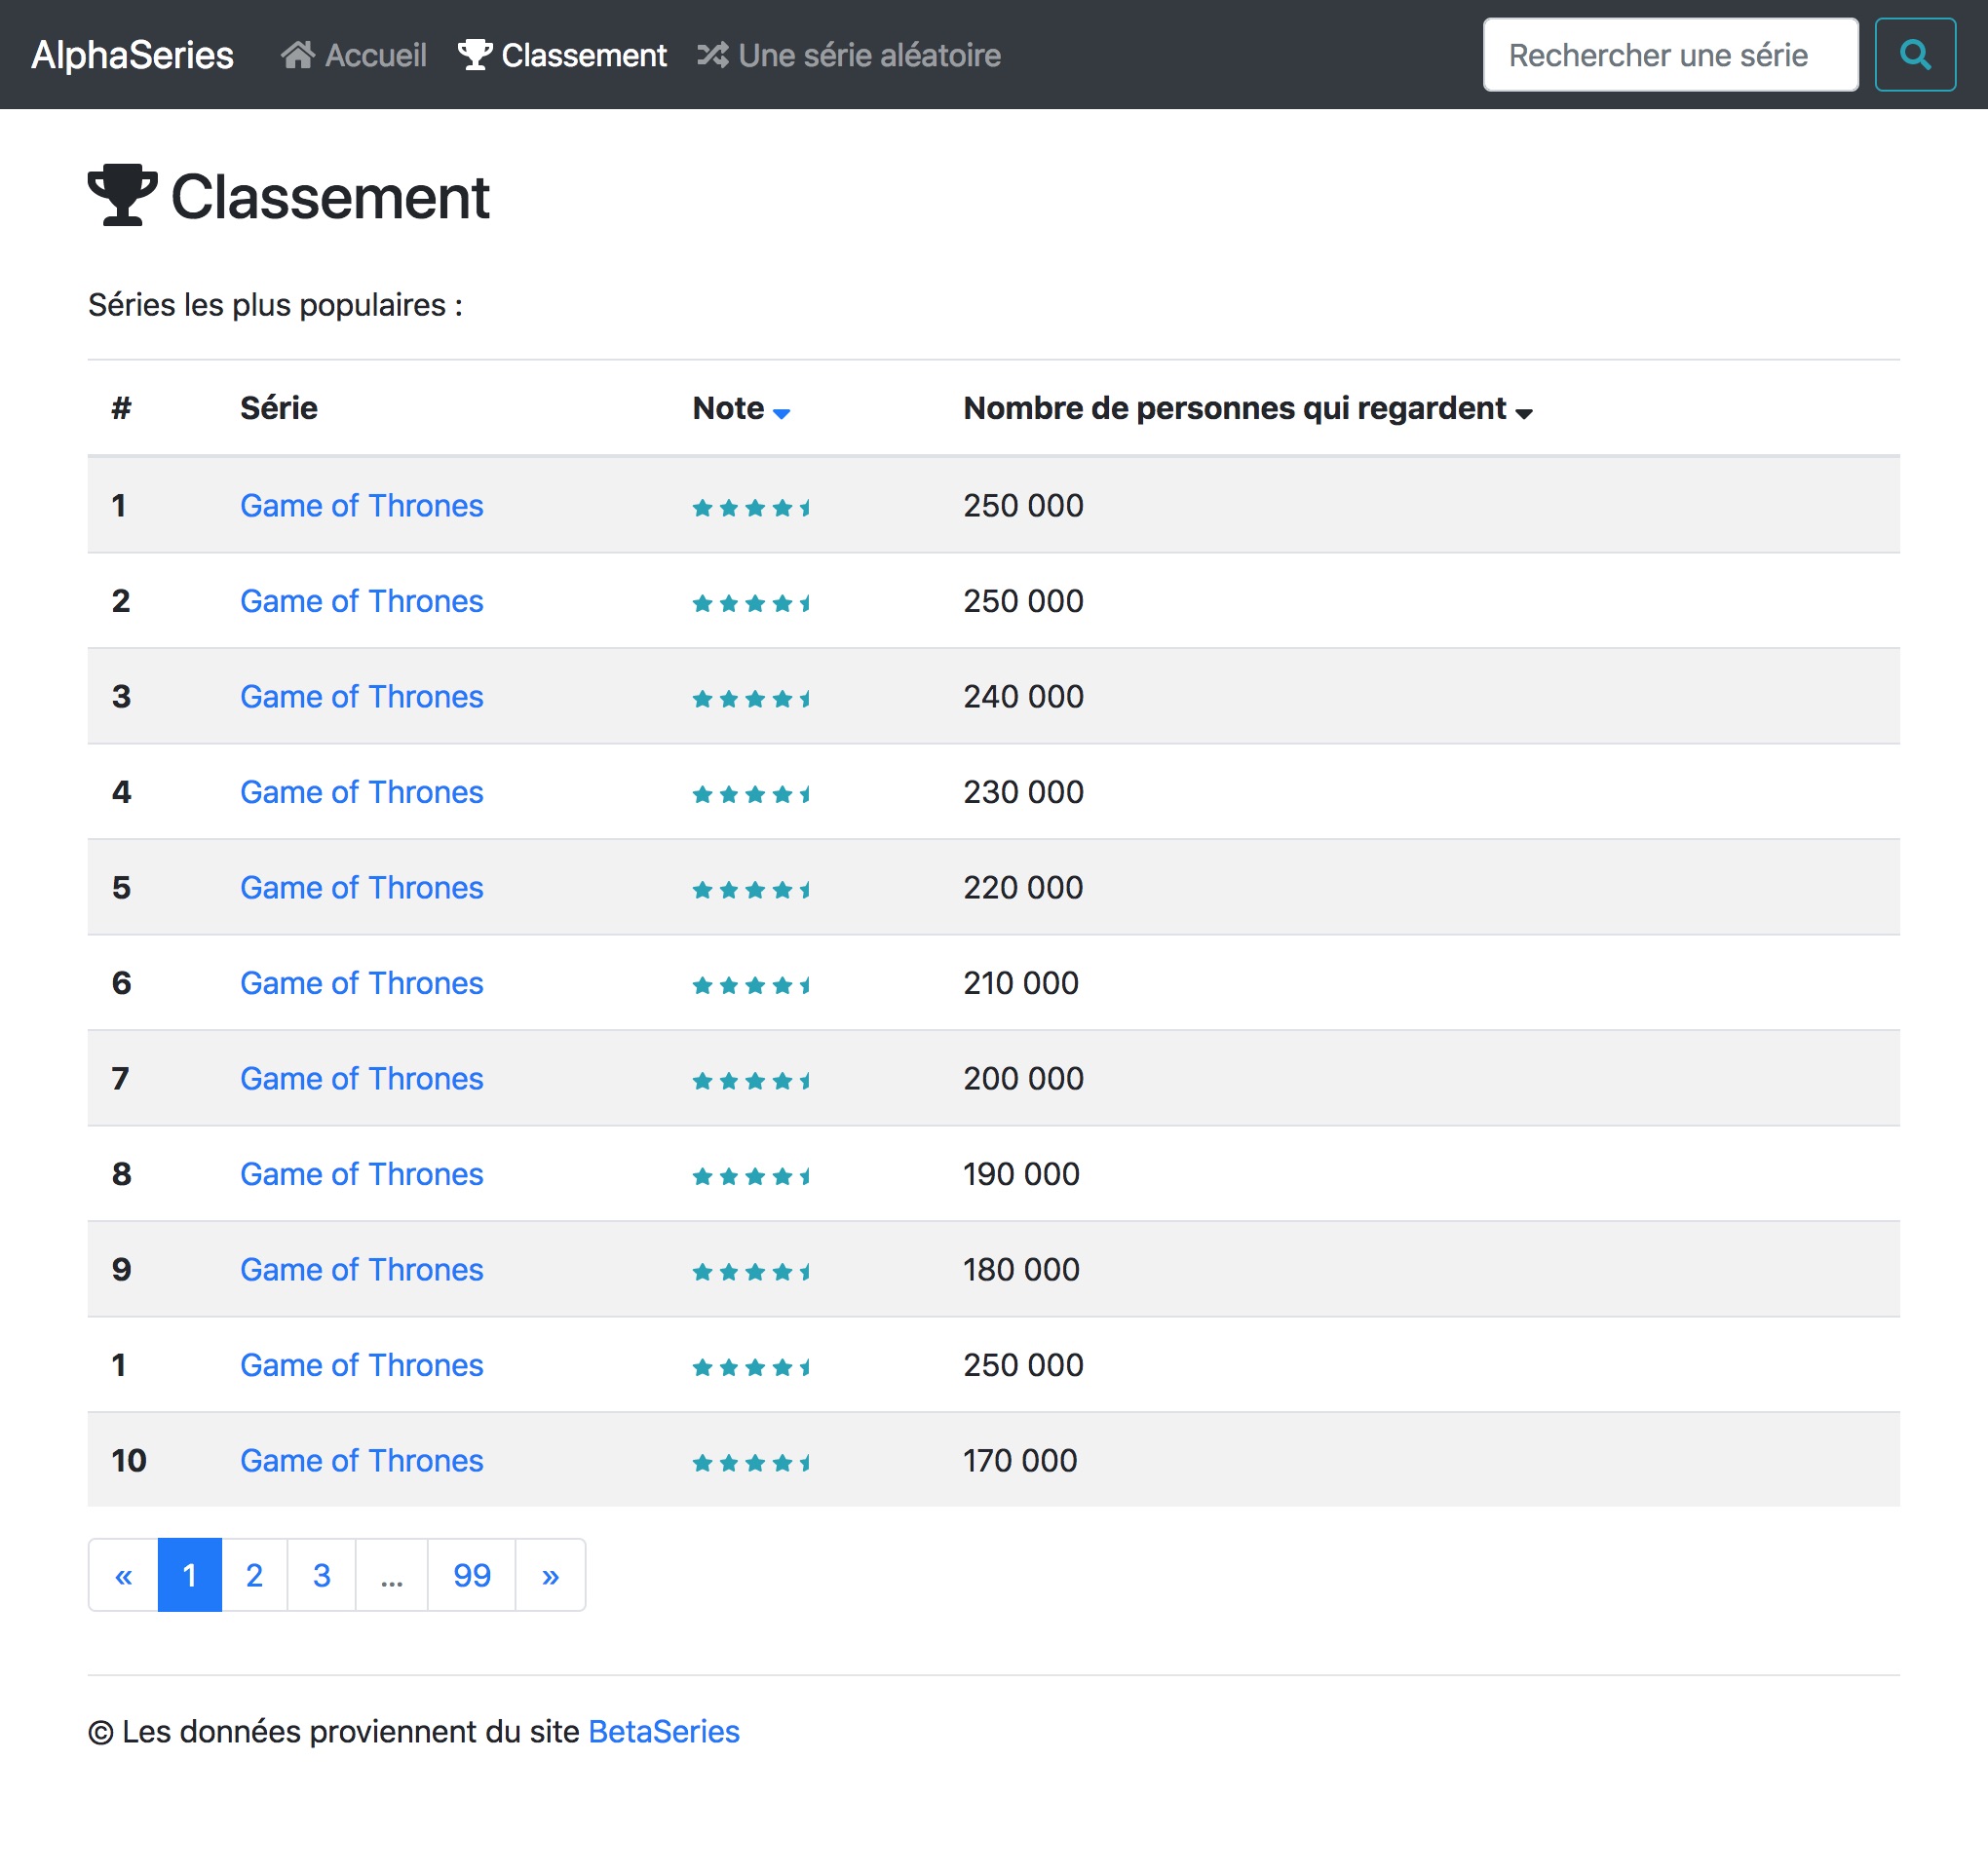 AlphaSeries Accueil Classement Une série aléatoire Rechercher une série
Classement
Séries les plus populaires :
# Série Note Nombre de personnes qui regardent
1 Game of Thrones 250 000
2 Game of Thrones 250 000
3 Game of Thrones 240 000
4 Game of Thrones 230 000
5 Game of Thrones 220 000
6 Game of Thrones 210 000
7 Game of Thrones 200 000
8 Game of Thrones 190 000
9 Game of Thrones 180 000
1 Game of Thrones 250 000
10 Game of Thrones 170 000
« 1 2 3 ... 99 »
© Les données proviennent du site BetaSeries